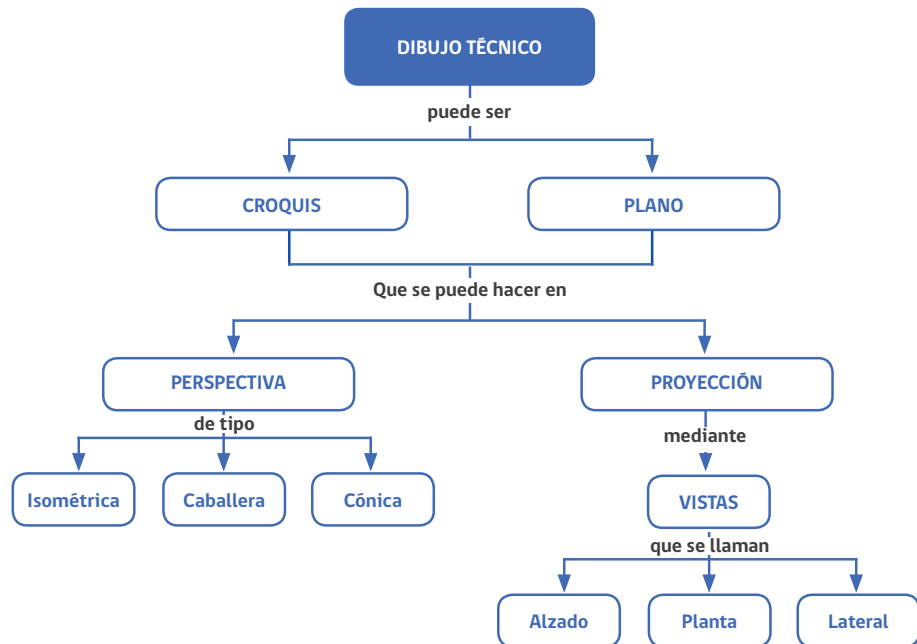 DIBUJO TÉCNICO
puede ser
CROQUIS
PLANO
Que se puede hacer en
PERSPECTIVA
PROYECCIÓN
de tipo
mediante
Isométrica
Caballera
Cónica
VISTAS
que se llaman
Alzado
Planta
Lateral